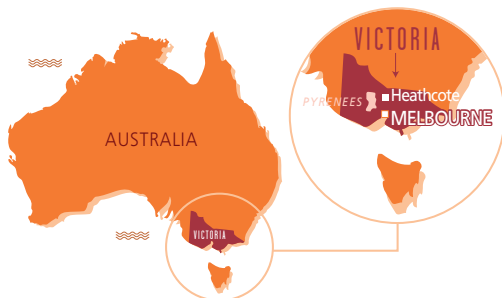 AUSTRALIA
VICTORIA
VICTORIA
PYRENEES
Heathcote
MELBOURNE